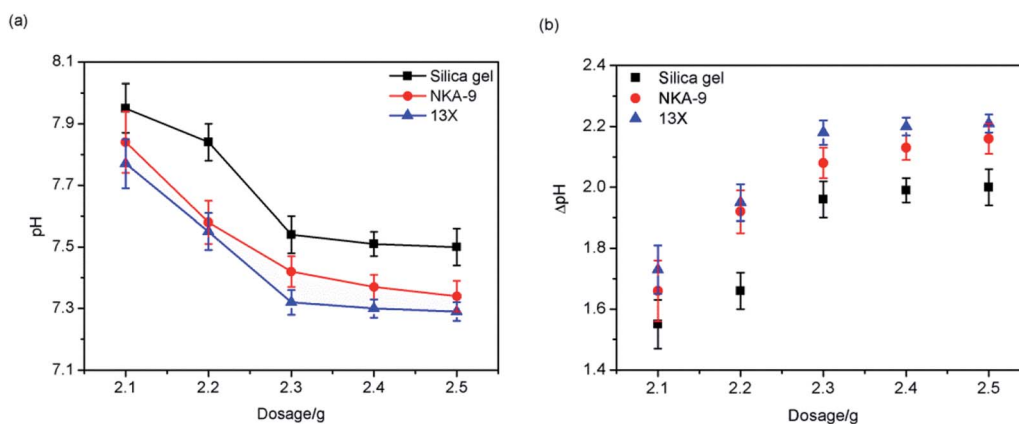 (a)
8.1
7.9
7.7
7.5
7.3
7.1
pH
2.1 2.2 2.3 2.4 2.5
Dosage/g
Silica gel
NKA-9
13X
(b)
2.4
2.2
2.0
1.8
1.6
1.4
ΔpH
2.1 2.2 2.3 2.4 2.5
Dosage/g
Silica gel
NKA-9
13X